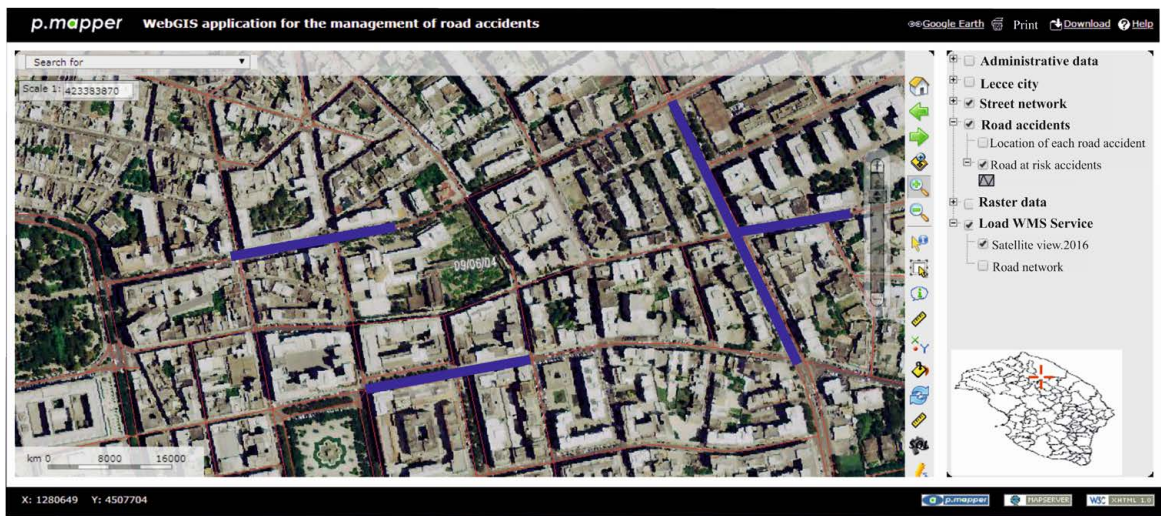 p.mapper WebGIS application for the management of road accidents
Google Earth Print Download Help
Search for
Scale 1: 423383870
09/06/04
km 0 8000 16000
Administrative data
Lecce city
Street network
Road accidents
Location of each road accident
Road at risk accidents
Raster data
Load WMS Service
Satellite view.2016
Road network
SQL
X: 1280649 Y: 4507704
p.mapper MAPSERVER W3C XHTML 1.0